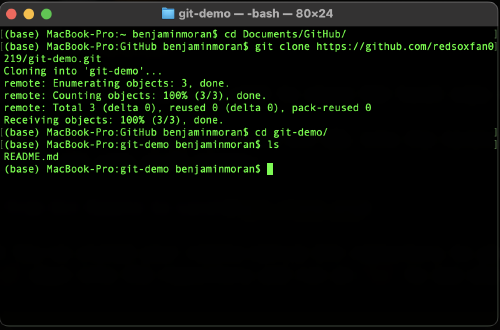 git-demo — -bash — 80×24
(base) MacBook-Pro:~ benjaminmoran$ cd Documents/GitHub/
(base) MacBook-Pro:GitHub benjaminmoran$ git clone https://github.com/redsoxfan0
219/git-demo.git
Cloning into 'git-demo'...
remote: Enumerating objects: 3, done.
remote: Counting objects: 100% (3/3), done.
remote: Total 3 (delta 0), reused 0 (delta 0), pack-reused 0
Receiving objects: 100% (3/3), done.
(base) MacBook-Pro:GitHub benjaminmoran$ cd git-demo/
(base) MacBook-Pro:git-demo benjaminmoran$ ls
README.md
(base) MacBook-Pro:git-demo benjaminmoran$